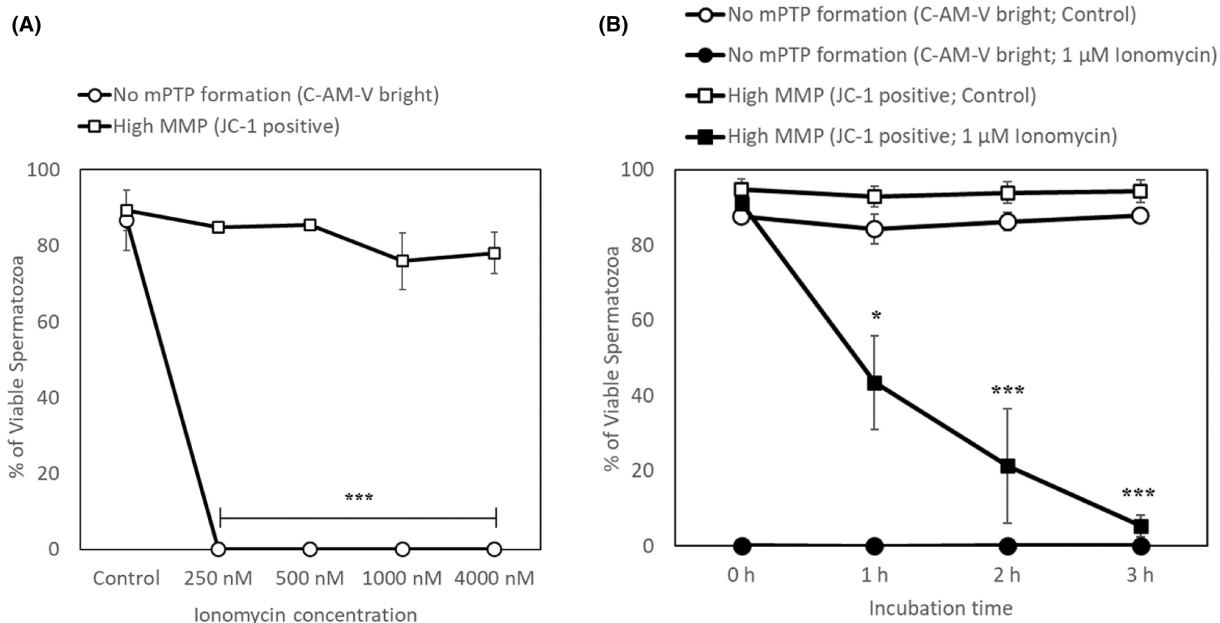 (A)
No mPTP formation (C-AM-V bright)
High MMP (JC-1 positive)
% of Viable Spermatozoa
100
80
60
40
20
0
***
Control 250 nM 500 nM 1000 nM 4000 nM
Ionomycin concentration
(B)
No mPTP formation (C-AM-V bright; Control)
No mPTP formation (C-AM-V bright; 1 µM Ionomycin)
High MMP (JC-1 positive; Control)
High MMP (JC-1 positive; 1 µM Ionomycin)
% of Viable Spermatozoa
100
80
60
40
20
0
*
***
***
0 h 1 h 2 h 3 h
Incubation time